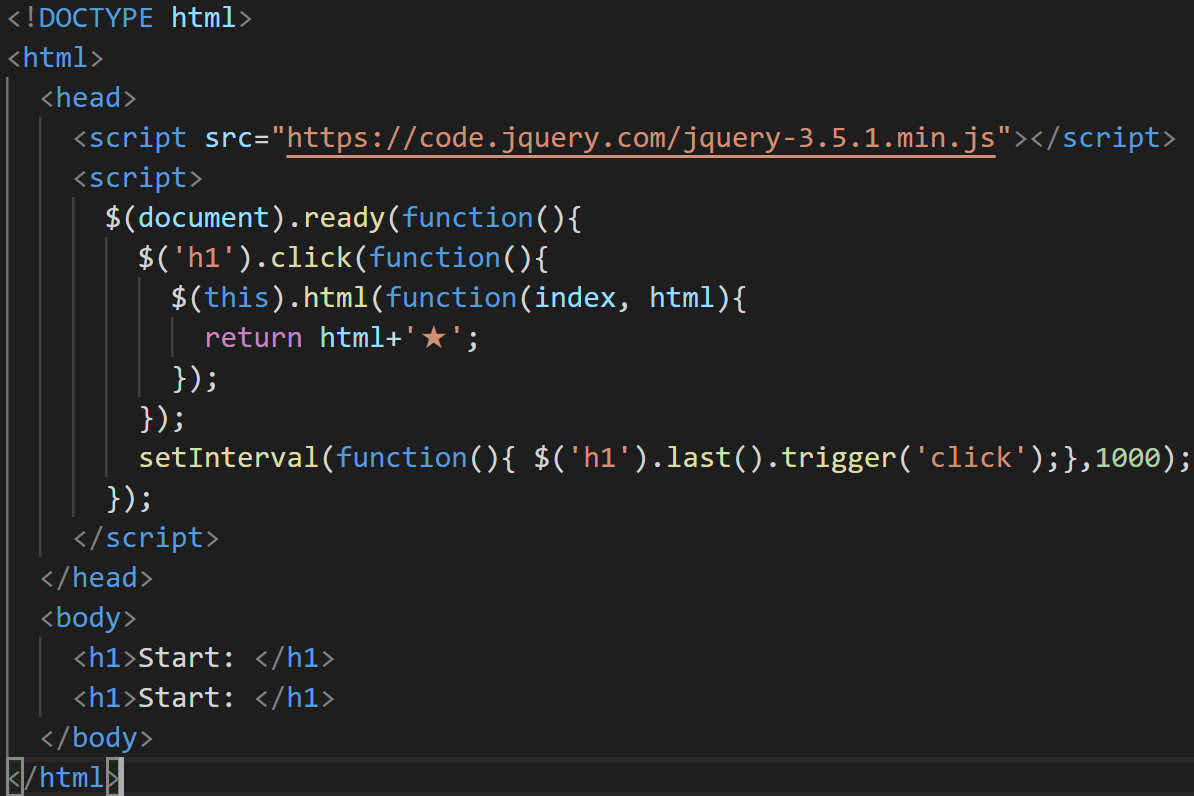 <!DOCTYPE html>
<html>
  <head>
    <script src="https://code.jquery.com/jquery-3.5.1.min.js"></script>
    <script>
      $(document).ready(function(){
        $('h1').click(function(){
          $(this).html(function(index, html){
            return html+'★';
          });
        });
        setInterval(function(){ $('h1').last().trigger('click');},1000);
      });
    </script>
  </head>
  <body>
    <h1>Start: </h1>
    <h1>Start: </h1>
  </body>
</html>